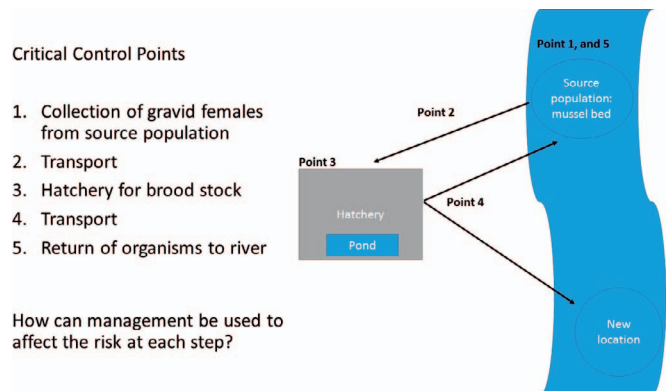 Critical Control Points
1. Collection of gravid females
from source population
2. Transport
3. Hatchery for brood stock
4. Transport
5. Return of organisms to river
How can management be used to
affect the risk at each step?
Point 1, and 5
Source
population:
mussel bed
Point 2
Point 3
Point 4
Hatchery
Pond
New
location